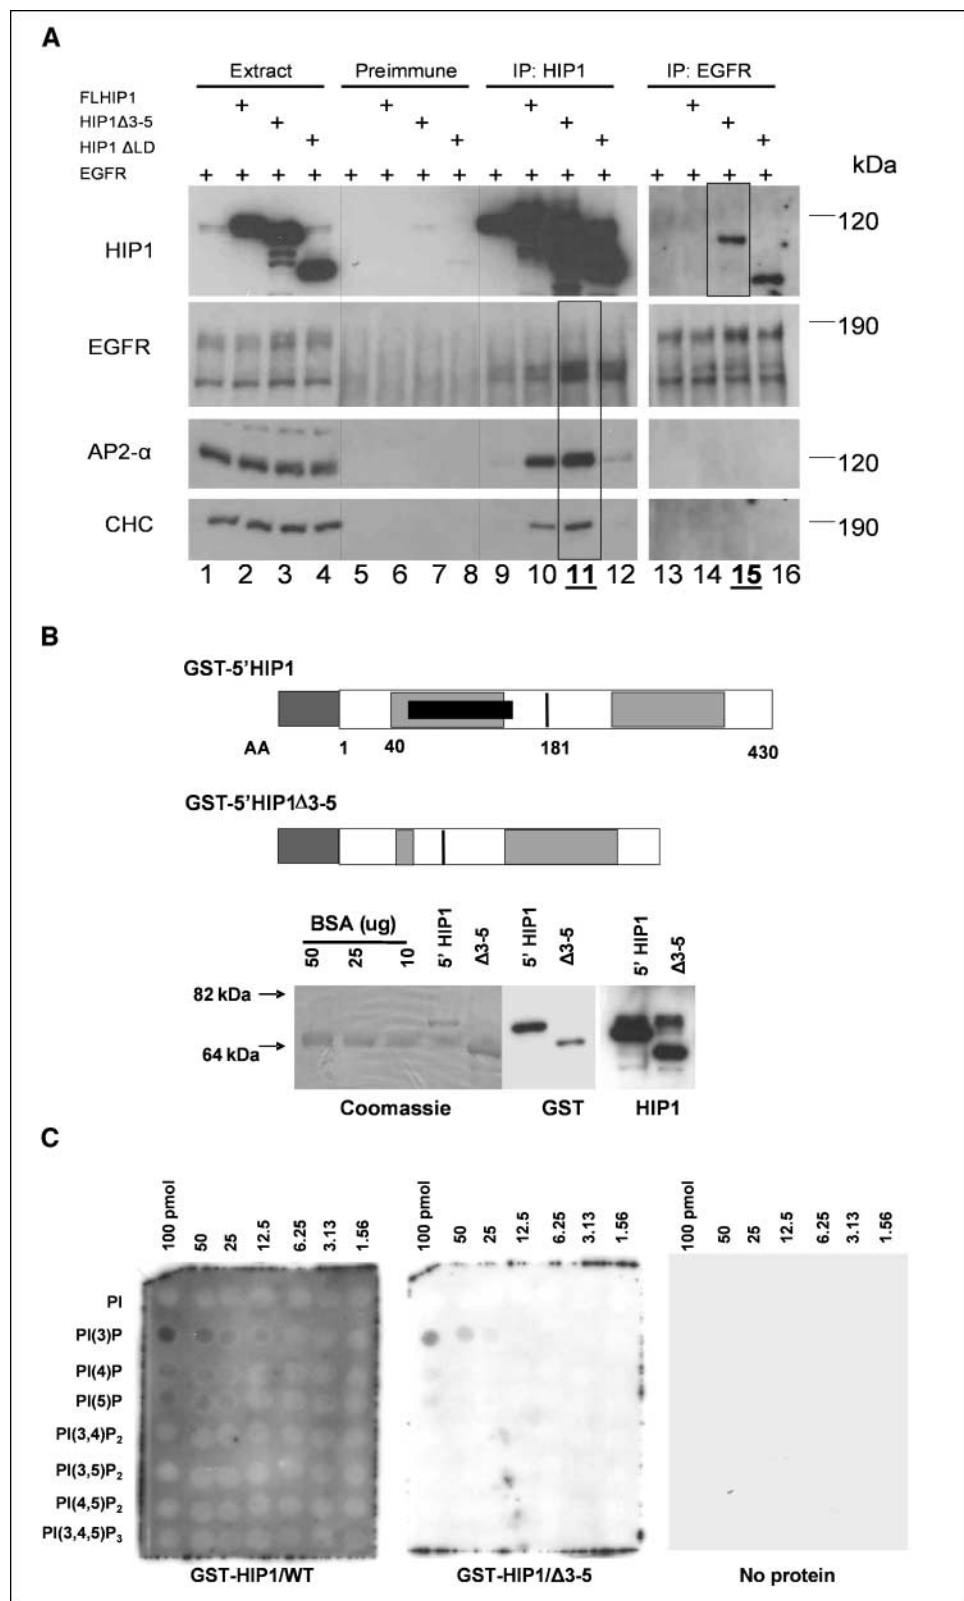 A
Extract Preimmune IP: HIP1 IP: EGFR
FLHIP1 + + + +
HIP1Δ3-5 + + + +
HIP1 ΔLD + + + +
EGFR + + + + + + + + + + + + + + + +
kDa
HIP1 120
EGFR 190
AP2-α 120
CHC 190
1 2 3 4 5 6 7 8 9 10 11 12 13 14 15 16
B
GST-5'HIP1
AA 1 40 181 430
GST-5'HIP1Δ3-5
BSA (ug)
50 25 10 5' HIP1 Δ3-5 5' HIP1 Δ3-5 5' HIP1 Δ3-5
82 kDa
64 kDa
Coomassie GST HIP1
C
100 pmol 50 25 12.5 6.25 3.13 1.56 100 pmol 50 25 12.5 6.25 3.13 1.56 100 pmol 50 25 12.5 6.25 3.13 1.56
PI
PI(3)P
PI(4)P
PI(5)P
PI(3,4)P₂
PI(3,5)P₂
PI(4,5)P₂
PI(3,4,5)P₃
GST-HIP1/WT GST-HIP1/Δ3-5 No protein